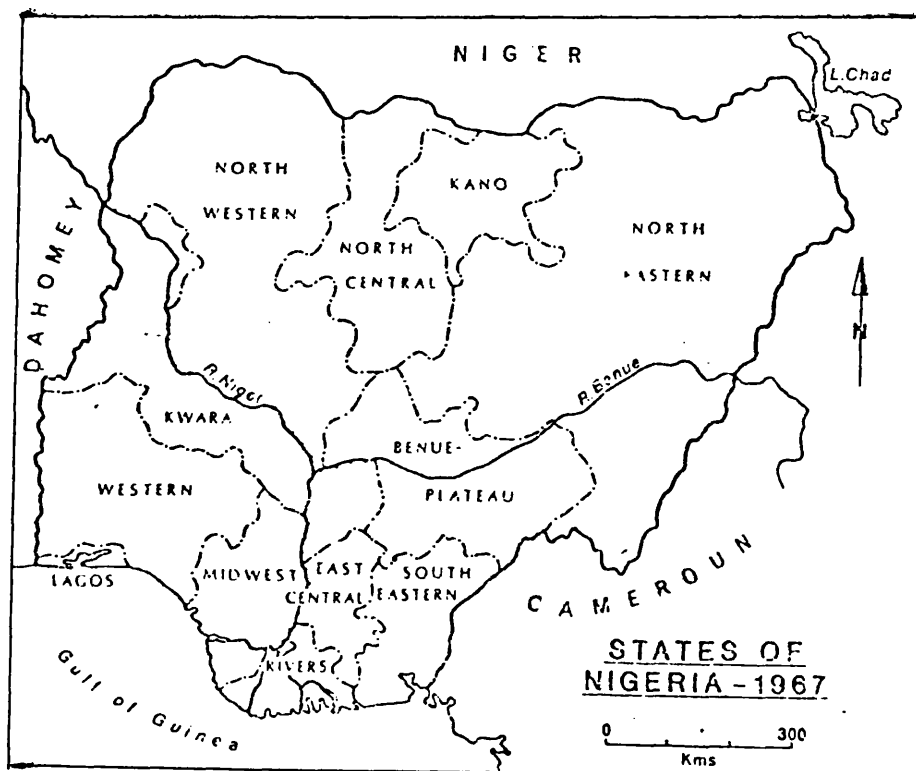 NIGER
L.Chad
NORTH
WESTERN
KANO
NORTH
CENTRAL
NORTH
EASTERN
DAHOMEY
N
R.Niger
R.Benue
KWARA
BENUE-
PLATEAU
WESTERN
LAGOS
MIDWEST
EAST
CENTRAL
SOUTH
EASTERN
RIVERS
CAMEROUN
Gulf of Guinea
STATES OF
NIGERIA-1967
0 300
Kms